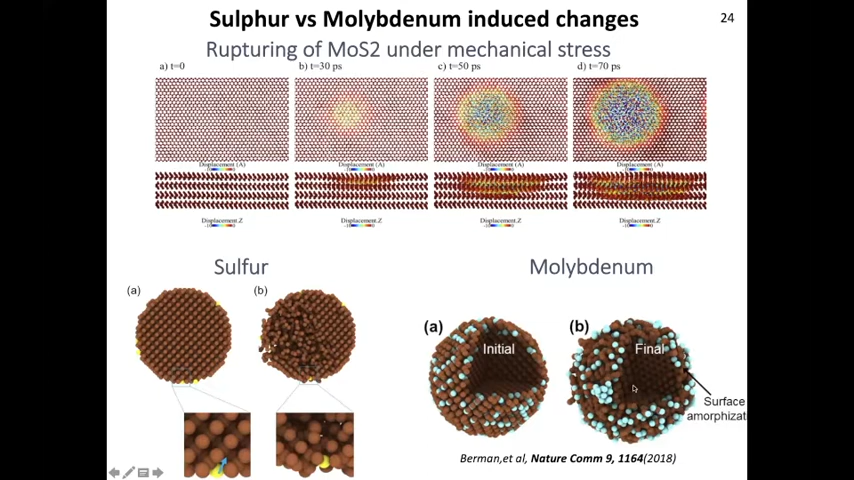 Sulphur vs Molybdenum induced changes
24
Rupturing of MoS2 under mechanical stress
a) t=0
b) t=30 ps
c) t=50 ps
d) t=70 ps
Displacement (A)
Displacement (A)
Displacement (A)
Displacement (A)
Displacement.Z
Displacement.Z
Displacement.Z
Displacement.Z
Sulfur
Molybdenum
(a)
(b)
(a)
Initial
(b)
Final
Surface
amorphizat
Berman,et al, Nature Comm 9, 1164(2018)